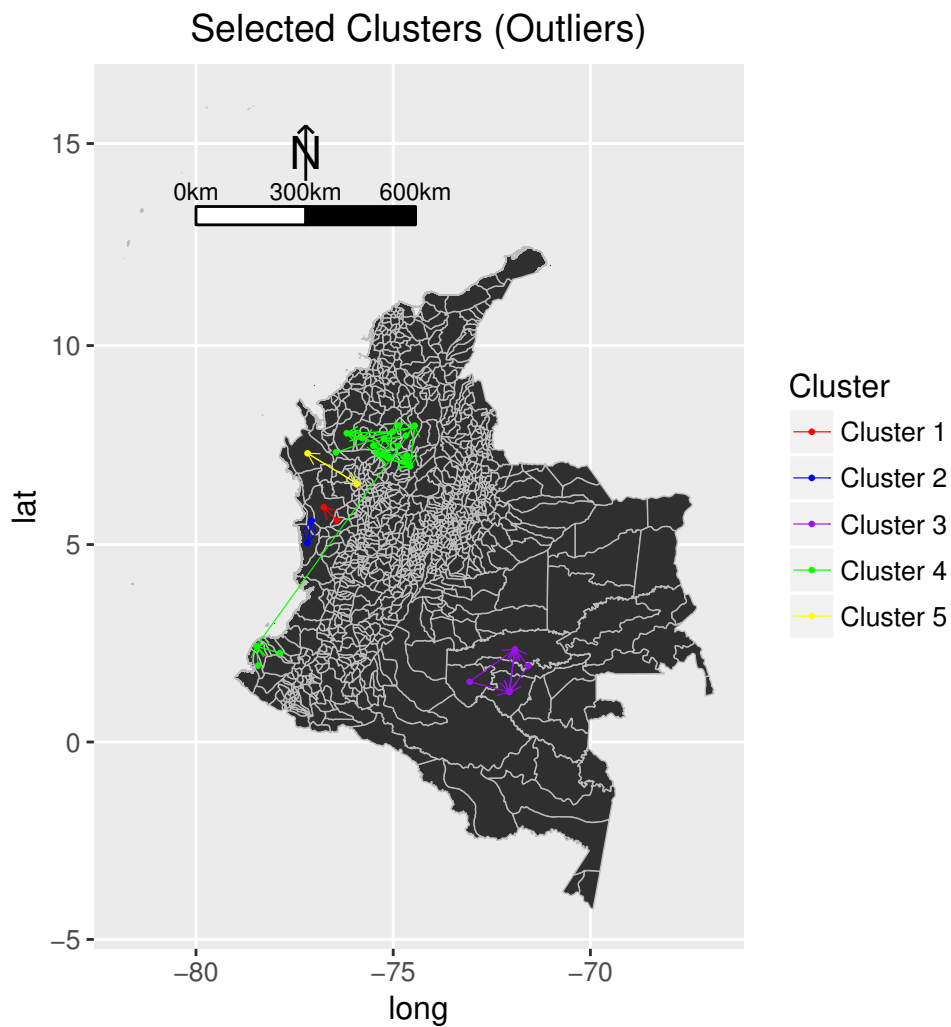 Selected Clusters (Outliers)
N
0km 300km 600km
15
10
5
0
−5
lat
−80 −75 −70
long
Cluster
Cluster 1
Cluster 2
Cluster 3
Cluster 4
Cluster 5